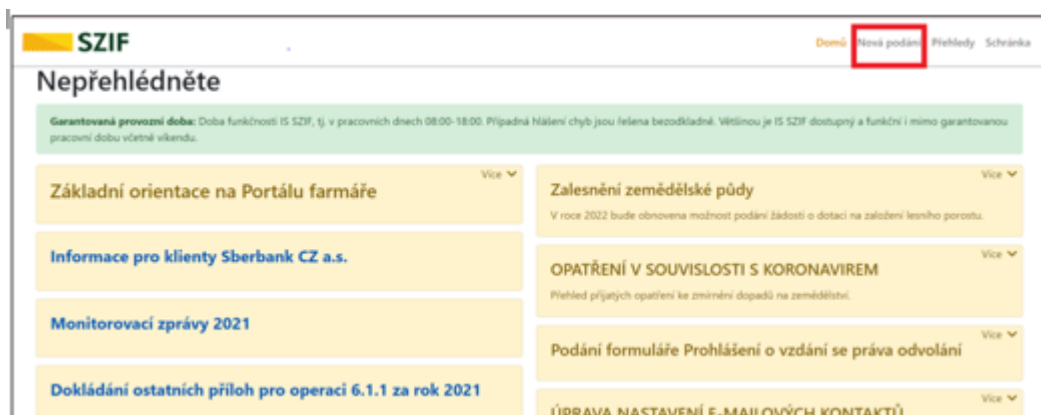 SZIF
Domů Nová podání Přehledy Schránka
Nepřehlédněte
Garantovaná provozní doba: Doba funkčnosti IS SZIF, tj. v pracovních dnech 08:00-18:00. Případná hlášení chyb jsou řešena bezodkladně. Většinou je IS SZIF dostupný a funkční i mimo garantovanou
pracovní dobu včetně víkendu.
Více
Základní orientace na Portálu farmáře
Informace pro klienty Sberbank CZ a.s.
Monitorovací zprávy 2021
Dokládání ostatních příloh pro operaci 6.1.1 za rok 2021
Více
Zalesnění zemědělské půdy
V roce 2022 bude obnovena možnost podání žádosti o dotaci na založení lesního porostu.
Více
OPATŘENÍ V SOUVISLOSTI S KORONAVIREM
Přehled přijatých opatření ke zmírnění dopadů na zemědělství.
Více
Podání formuláře Prohlášení o vzdání se práva odvolání
Více
ÚPRAVA NASTAVENÍ E-MAILOVÝCH KONTAKTŮ